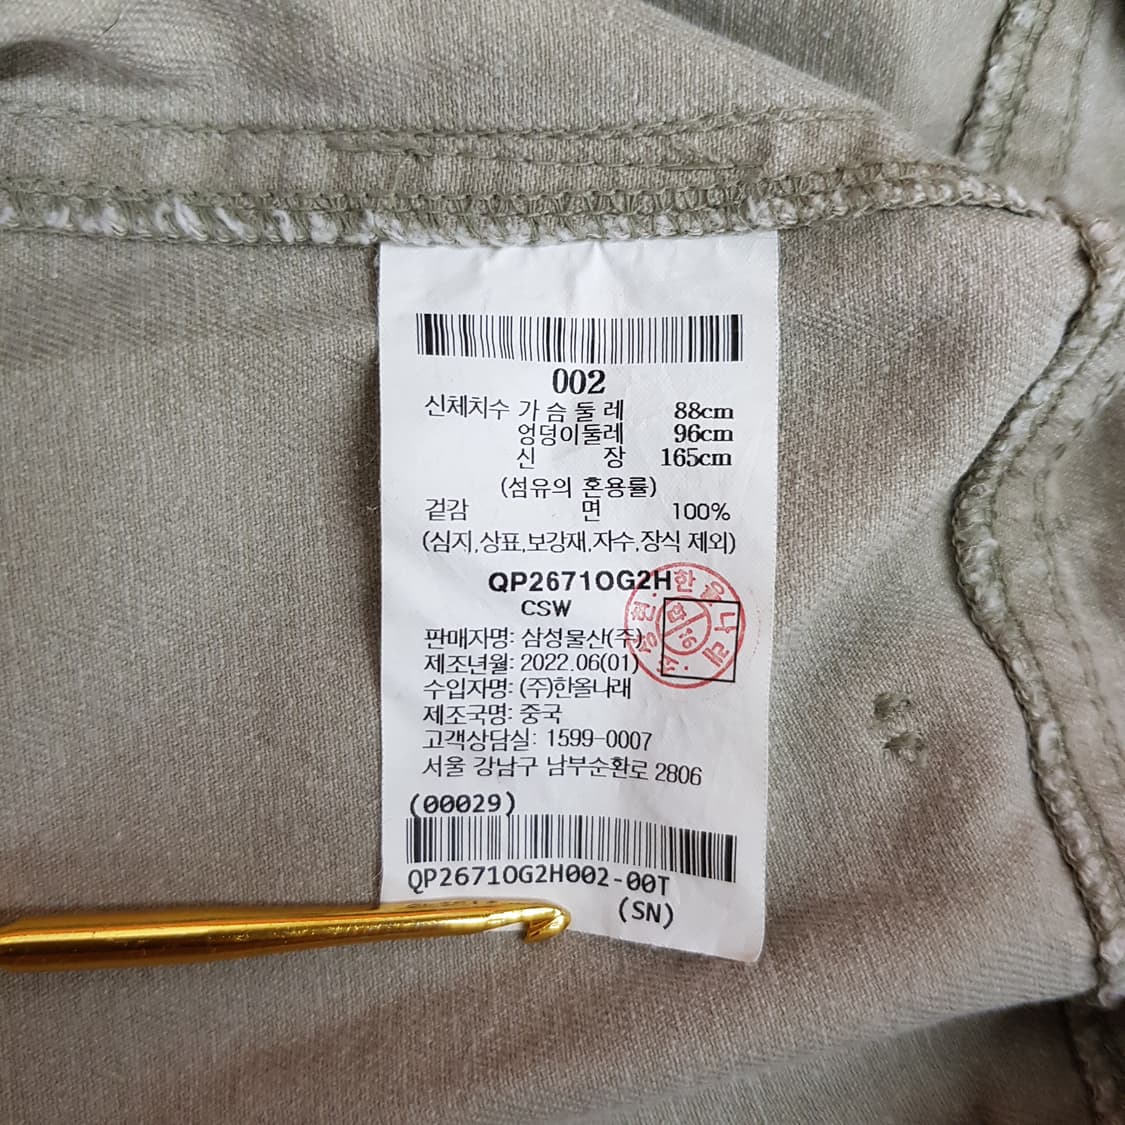 002
신체치수 가슴둘레 88cm
엉덩이둘레 96cm
신장 165cm
(섬유의 혼용률)
겉감 면 100%
(심지,상표,보강재,자수,장식 제외)
QP2671OG2H
CSW
판매자명: 삼성물산(주)
제조년월: 2022.06(01)
수입자명: (주)한올나래
제조국명: 중국
고객상담실: 1599-0007
서울 강남구 남부순환로 2806
(00029)
QP2671OG2H002-00T
(SN)
한올나래